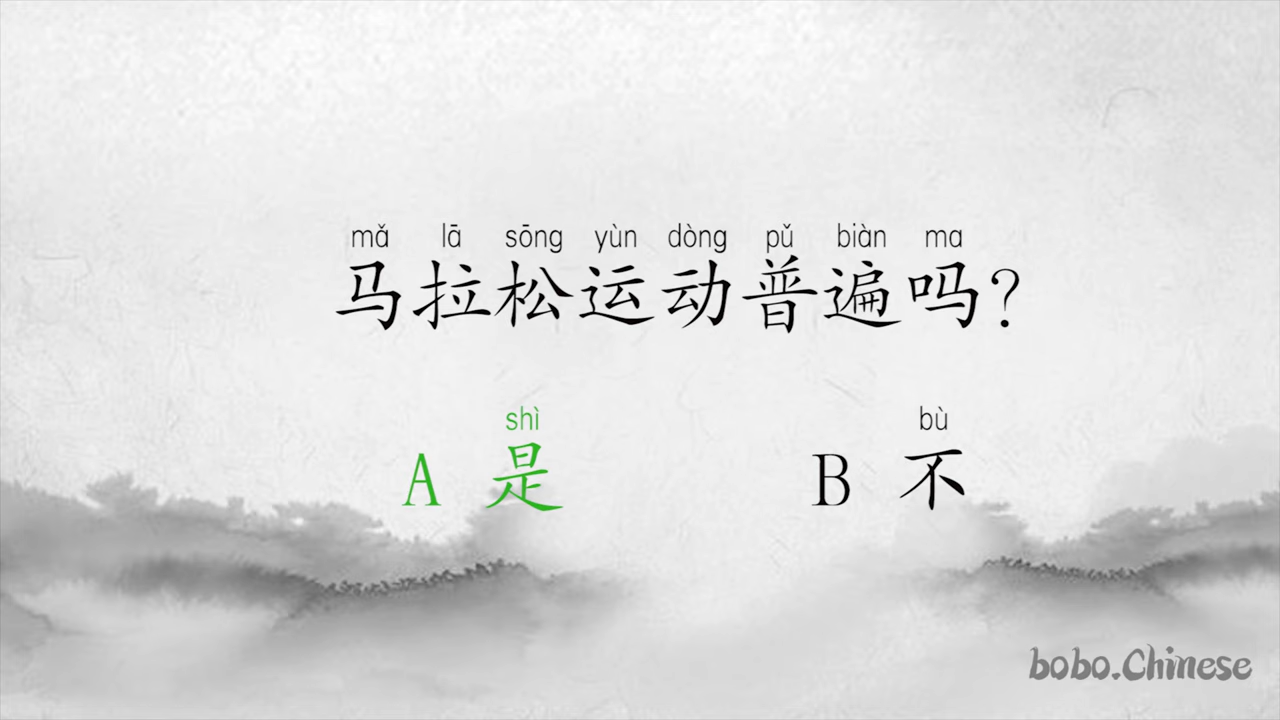 mǎ lā sōng yùn dòng pǔ biàn ma
马拉松运动普遍吗?
shì bù
A 是 B 不
bobo.Chinese